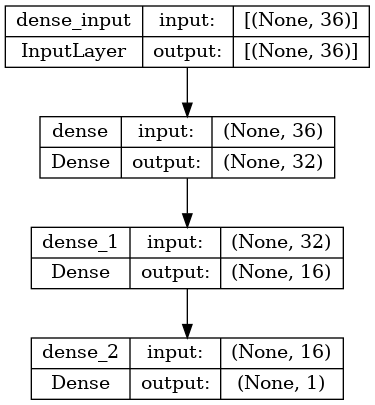 dense_input input: [(None, 36)]
InputLayer output: [(None, 36)]
dense input: (None, 36)
Dense output: (None, 32)
dense_1 input: (None, 32)
Dense output: (None, 16)
dense_2 input: (None, 16)
Dense output: (None, 1)